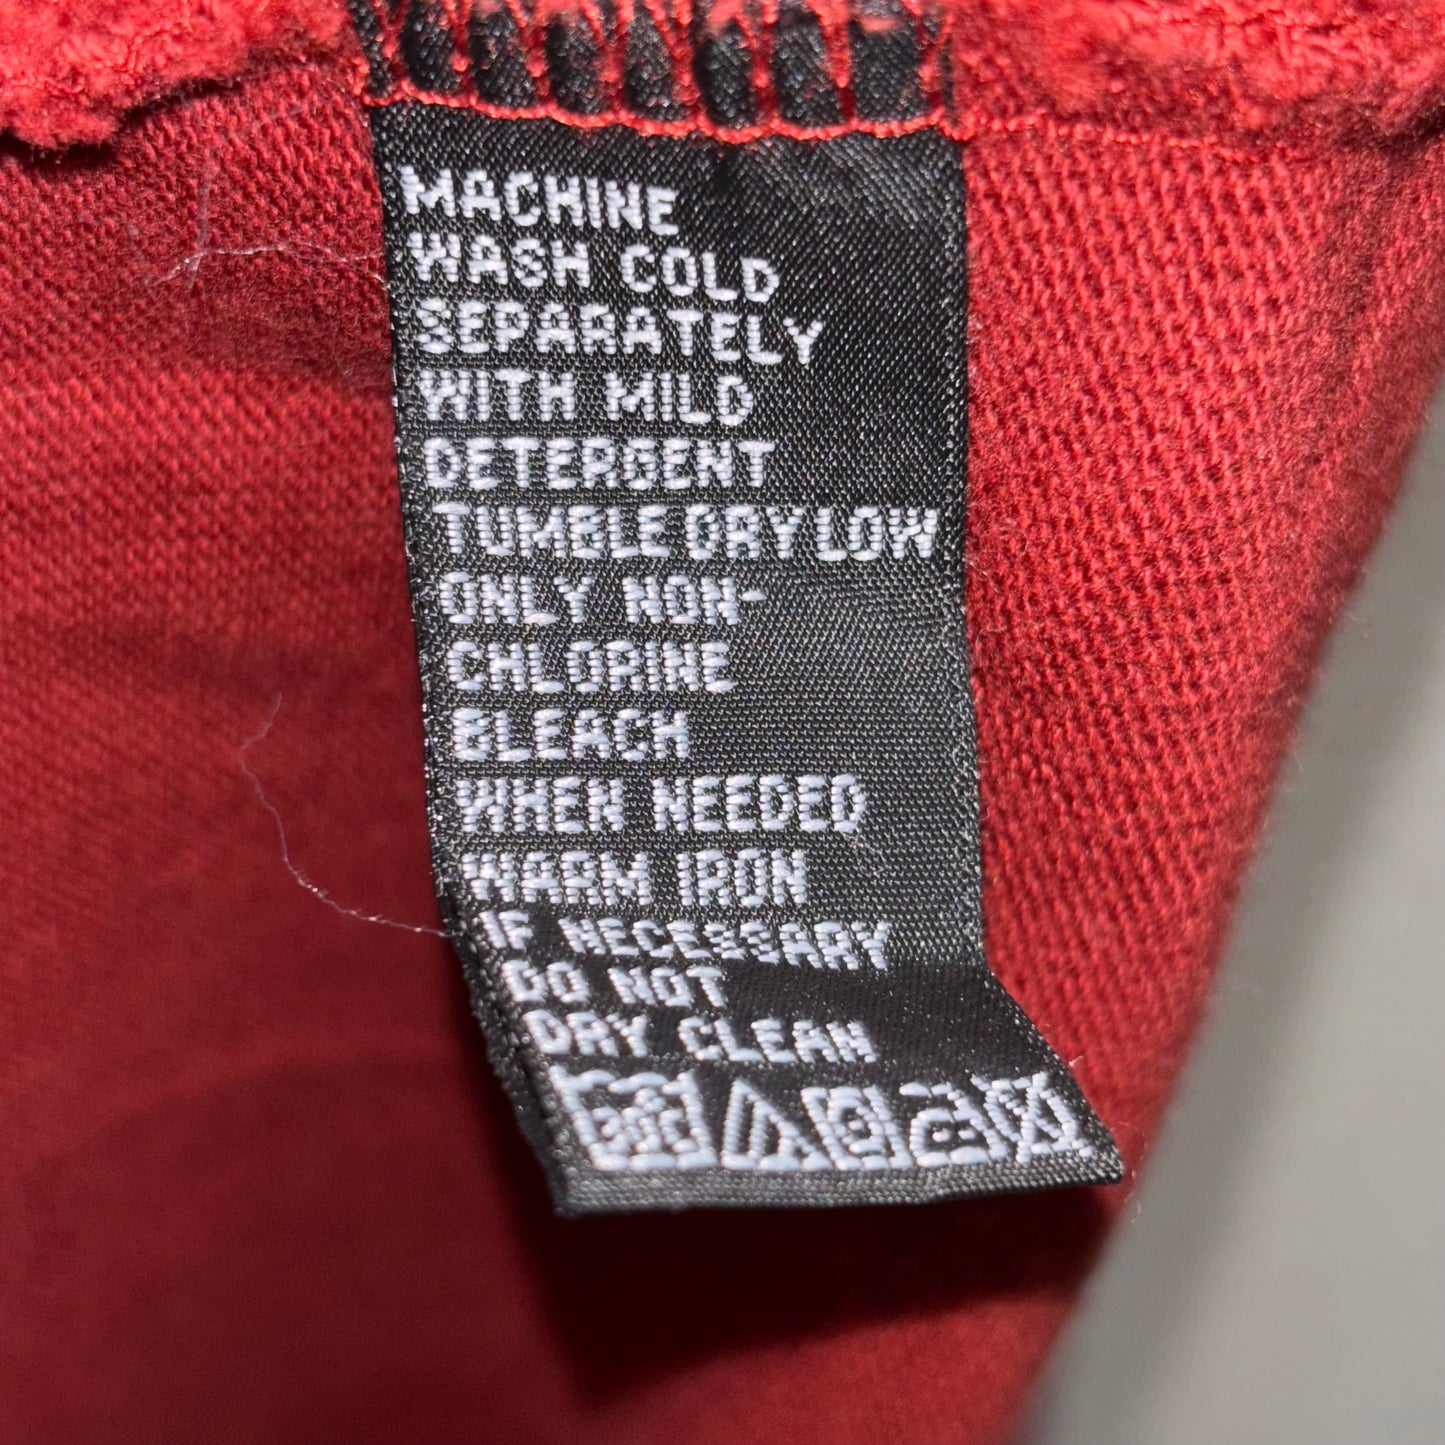 MACHINE
WASH COLD
SEPARATELY
WITH MILD
DETERGENT
TUMBLE DRY LOW
ONLY NON-
CHLORINE
BLEACH
WHEN NEEDED
WARM IRON
IF NECESSARY
DO NOT
DRY CLEAN